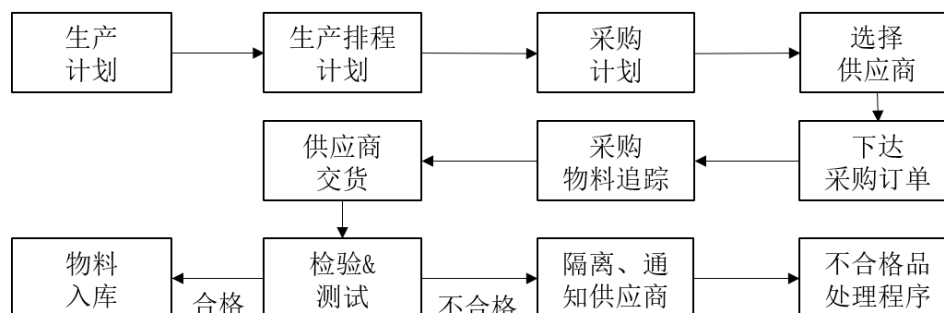 生产
计划
生产排程
计划
采购
计划
选择
供应商
供应商
交货
采购
物料追踪
下达
采购订单
物料
入库
合格
检验&
测试
不合格
隔离、通
知供应商
不合格品
处理程序